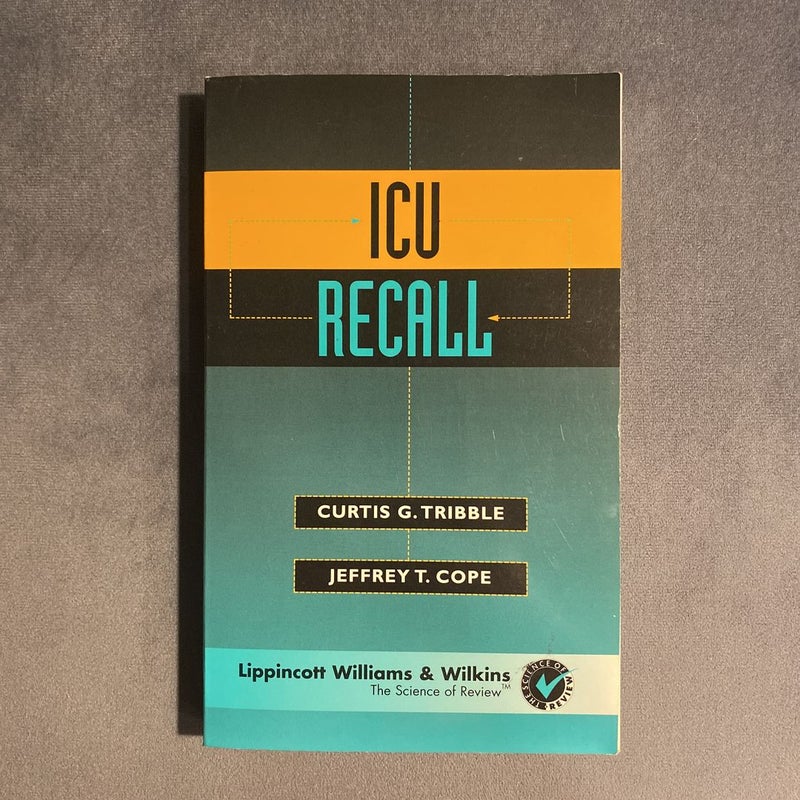 ICU
RECALL
CURTIS G. TRIBBLE
JEFFREY T. COPE
Lippincott Williams & Wilkins
The Science of Review™
THE SCIENCE OF REVIEW